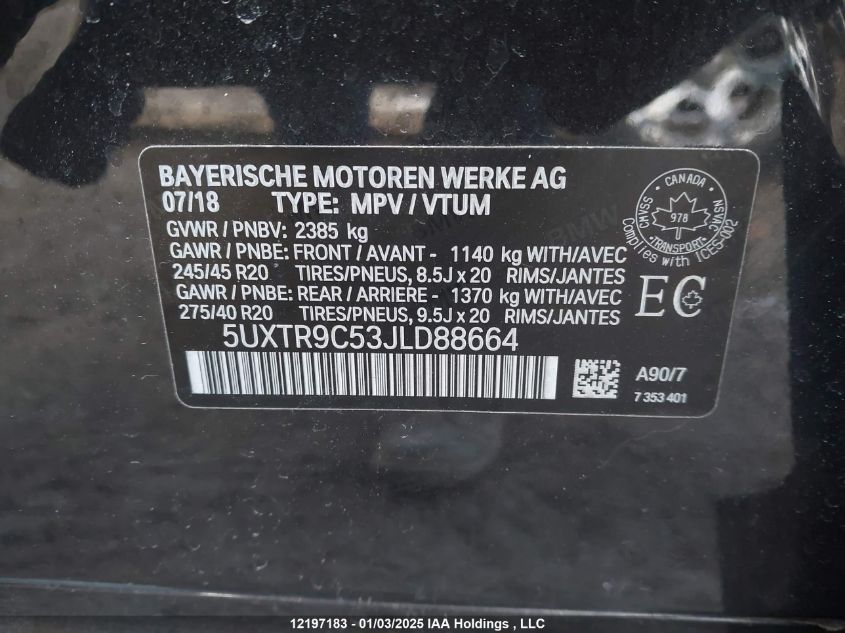 BAYERISCHE MOTOREN WERKE AG
07/18 TYPE: MPV / VTUM
GVWR / PNBV: 2385 kg
GAWR / PNBE: FRONT / AVANT - 1140 kg WITH/AVEC
245/45 R20 TIRES/PNEUS, 8.5J x 20 RIMS/JANTES
GAWR / PNBE: REAR / ARRIERE - 1370 kg WITH/AVEC
275/40 R20 TIRES/PNEUS, 9.5J x 20 RIMS/JANTES
5UXTR9C53JLD88664
CANADA
CMVSS
NSVAC
978
TRANSPORT
Complies with ICES-002
EC
A90/7
7 353 401
BMW
12197183 - 01/03/2025 IAA Holdings , LLC